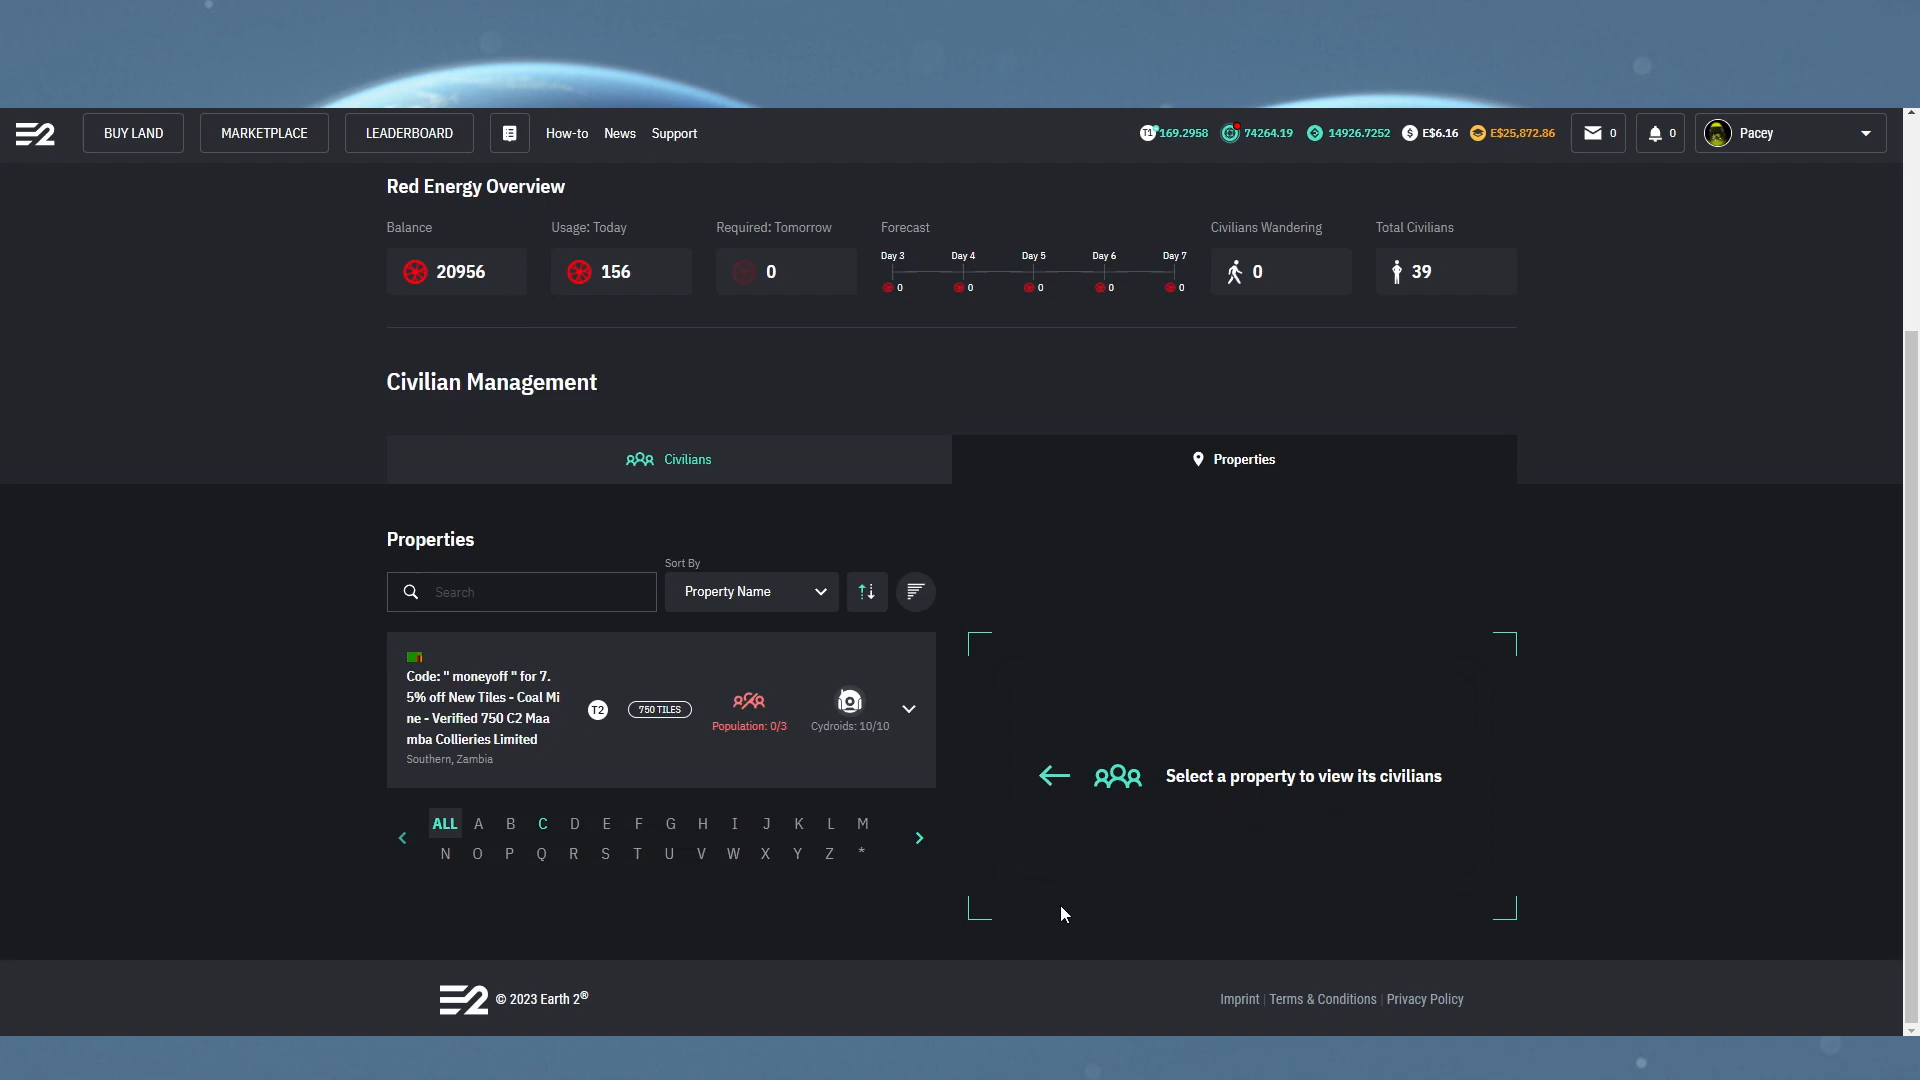 BUY LAND
MARKETPLACE
LEADERBOARD
How-to
News
Support
T1
169.2958
74264.19
14926.7252
E$6.16
E$25,872.86
0
0
Pacey
Red Energy Overview
Balance
Usage: Today
Required: Tomorrow
Forecast
Civilians Wandering
Total Civilians
20956
156
0
Day 3
Day 4
Day 5
Day 6
Day 7
0
0
0
0
0
0
39
Civilian Management
Civilians
Properties
Properties
Sort By
Search
Property Name
Code: " moneyoff " for 7.
5% off New Tiles - Coal Mi
ne - Verified 750 C2 Maa
mba Collieries Limited
Southern, Zambia
T2
750 TILES
Population: 0/3
Cydroids: 10/10
Select a property to view its civilians
ALL A B C D E F G H I J K L M
N O P Q R S T U V W X Y Z *
E2 © 2023 Earth 2®
Imprint | Terms & Conditions | Privacy Policy